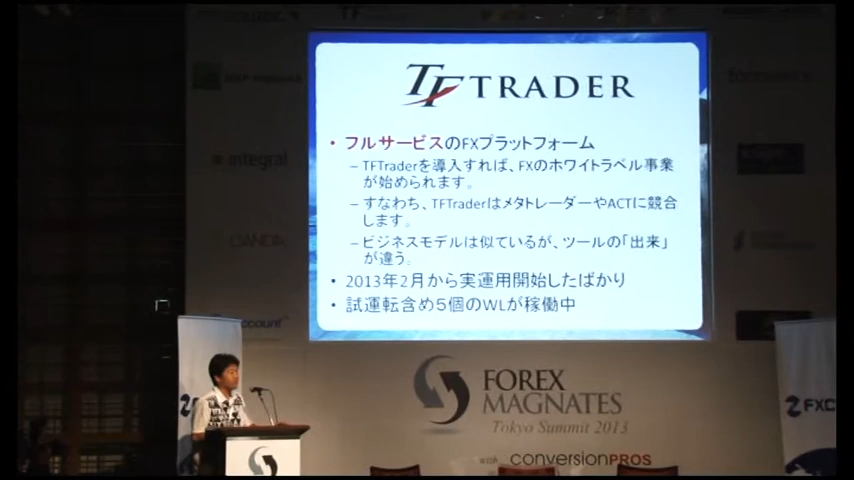 TFTRADER
• フルサービスのFXプラットフォーム
– TFTraderを導入すれば、FXのホワイトラベル事業
が始められます。
– すなわち、TFTraderはメタトレーダーやACTに競合
します。
– ビジネスモデルは似ているが、ツールの「出来」
が違う。
• 2013年2月から実運用開始したばかり
• 試運転含め5個のWLが稼働中
integral
account
FXC
FOREX
MAGNATES
Tokyo Summit 2013
with conversionPROS